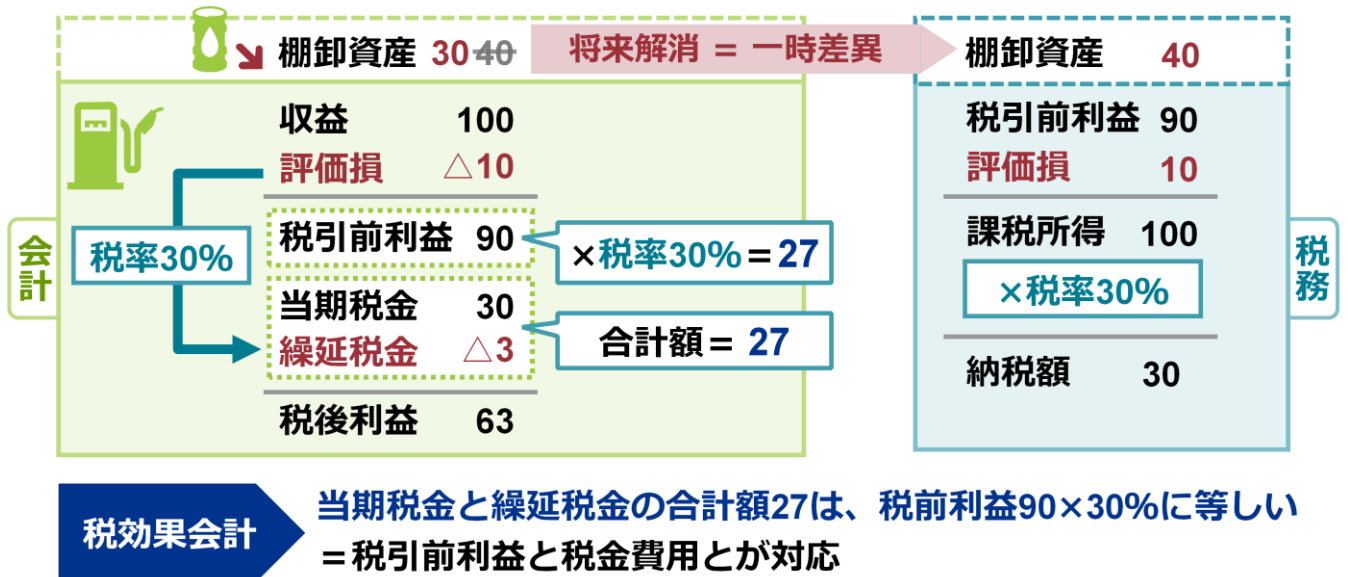 棚卸資産 30 40
将来解消 = 一時差異
棚卸資産 40
会計
収益 100
評価損 △10
税引前利益 90
当期税金 30
繰延税金 △3
税後利益 63
税率30%
×税率30%=27
合計額= 27
税務
税引前利益 90
評価損 10
課税所得 100
×税率30%
納税額 30
税効果会計
当期税金と繰延税金の合計額27は、税前利益90×30%に等しい
=税引前利益と税金費用とが対応